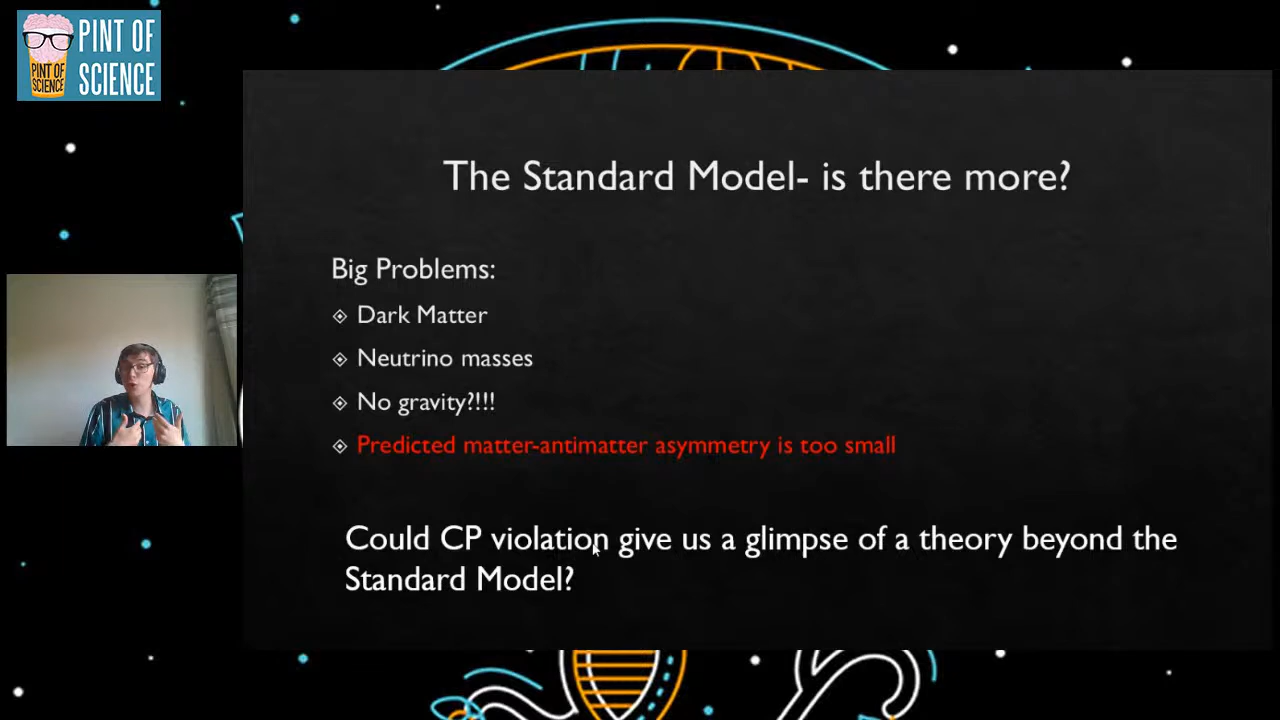 PINT OF
SCIENCE
PINT OF
SCIENCE
The Standard Model- is there more?
Big Problems:
Dark Matter
Neutrino masses
No gravity?!!!
Predicted matter-antimatter asymmetry is too small
Could CP violation give us a glimpse of a theory beyond the
Standard Model?